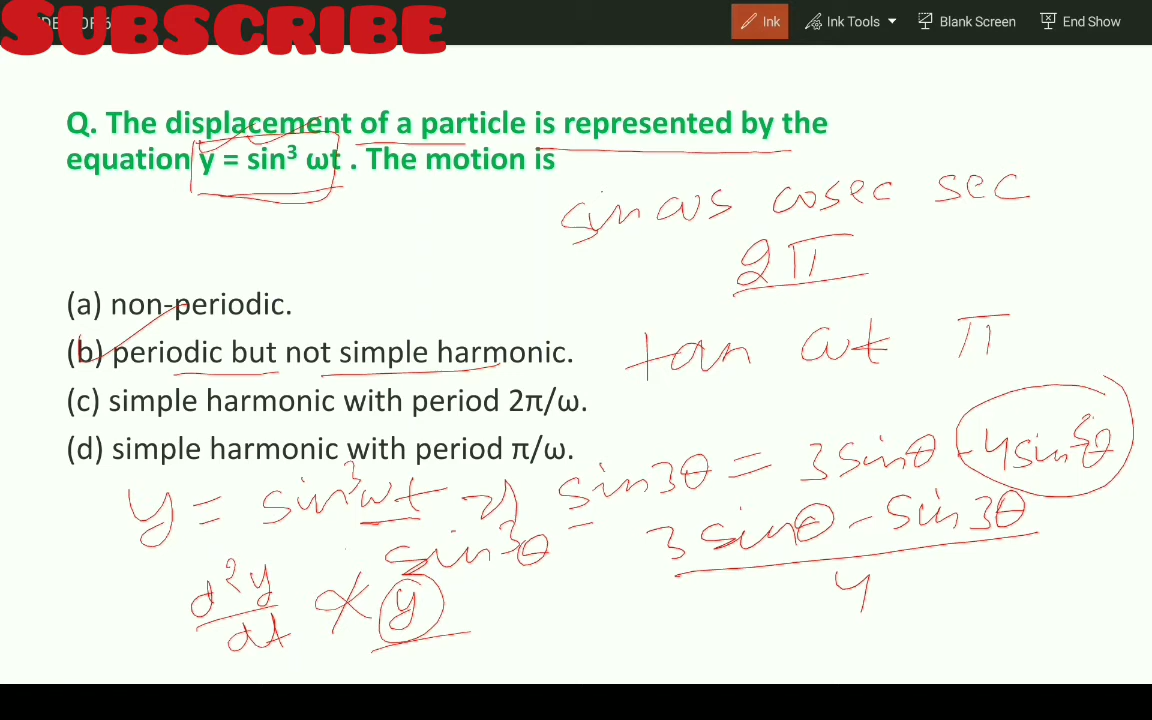 SUBSCRIBE
Ink Ink Tools Blank Screen End Show
Q. The displacement of a particle is represented by the
equation y = sin³ ωt . The motion is
sin cos cosec sec
2π
(a) non-periodic.
(b) periodic but not simple harmonic.
tan cot π
(c) simple harmonic with period 2π/ω.
(d) simple harmonic with period π/ω.
y = sin³ωt ⇒ sin3θ = 3sinθ - 4sin³θ
sin³θ = 3sinθ - sin3θ
4
d²y ∝ y
dt